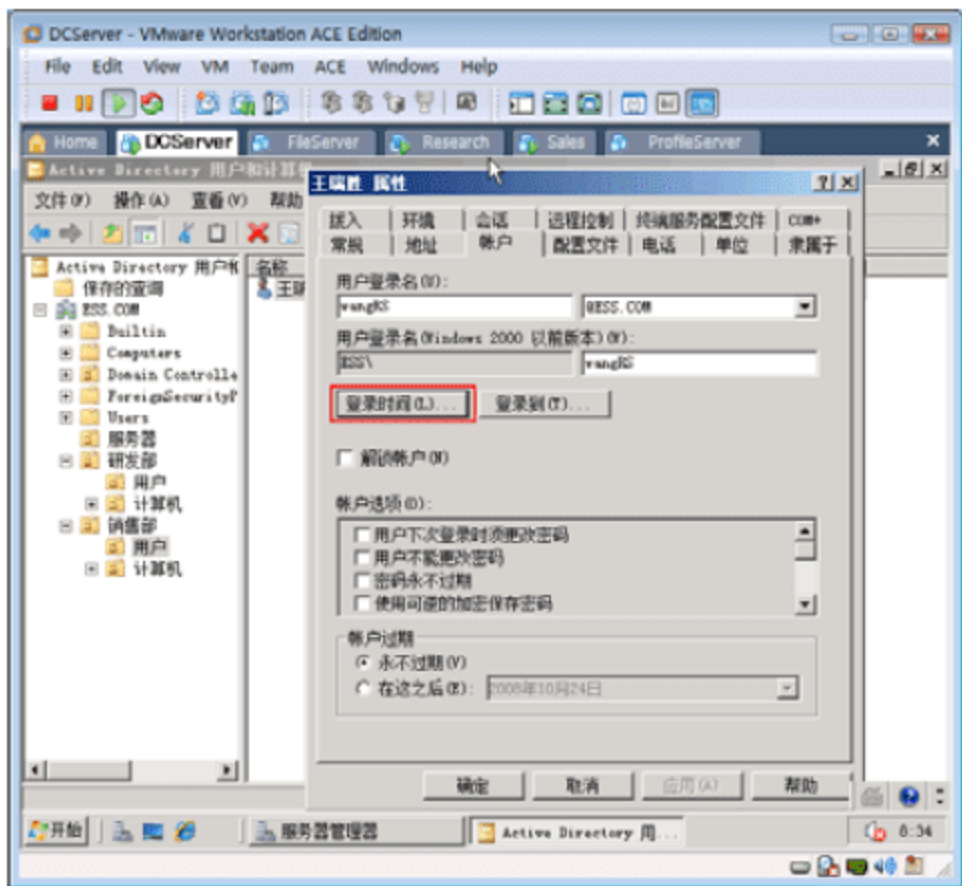 DCServer - VMware Workstation ACE Edition
File Edit View VM Team ACE Windows Help
Home DCServer FileServer Research Sales ProfileServer
Active Directory 用户和计算机
王瑞胜 属性
文件(F) 操作(A) 查看(V) 帮助
拨入 环境 会话 远程控制 终端服务配置文件 COM+
常规 地址 帐户 配置文件 电话 单位 隶属于
Active Directory 用户和
保存的查询
ESS.COM
Builtin
Computers
Domain Controlle
ForeignSecurityP
Users
服务器
研发部
用户
计算机
销售部
用户
计算机
名称
王瑞
用户登录名(U):
wangRS @ESS.COM
用户登录名(Windows 2000 以前版本)(W):
ESS\ wangRS
登录时间(L)... 登录到(T)...
解锁帐户(N)
帐户选项(O):
用户下次登录时须更改密码
用户不能更改密码
密码永不过期
使用可逆的加密保存密码
帐户过期
永不过期(V)
在这之后(E): 2008年10月24日
确定 取消 应用(A) 帮助
开始 服务器管理器 Active Directory 用... 8:34